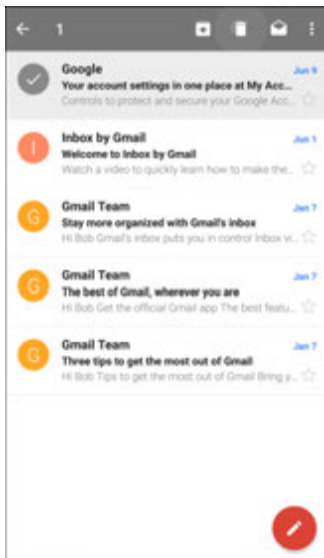 1
Google Jun 9
Your account settings in one place at My Acc...
Controls to protect and secure your Google Acc...
I
Inbox by Gmail Jun 1
Welcome to Inbox by Gmail
Watch a video to quickly learn how to make the...
G
Gmail Team Jan 7
Stay more organized with Gmail's inbox
Hi Bob Gmail's inbox puts you in control Inbox vi...
G
Gmail Team Jan 7
The best of Gmail, wherever you are
Hi Bob Get the official Gmail app The best featu...
G
Gmail Team Jan 7
Three tips to get the most out of Gmail
Hi Bob Tips to get the most out of Gmail Bring y...